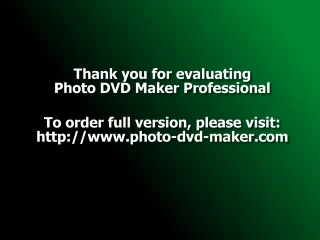 Thank you for evaluating
Photo DVD Maker Professional
To order full version, please visit:
http://www.photo-dvd-maker.com